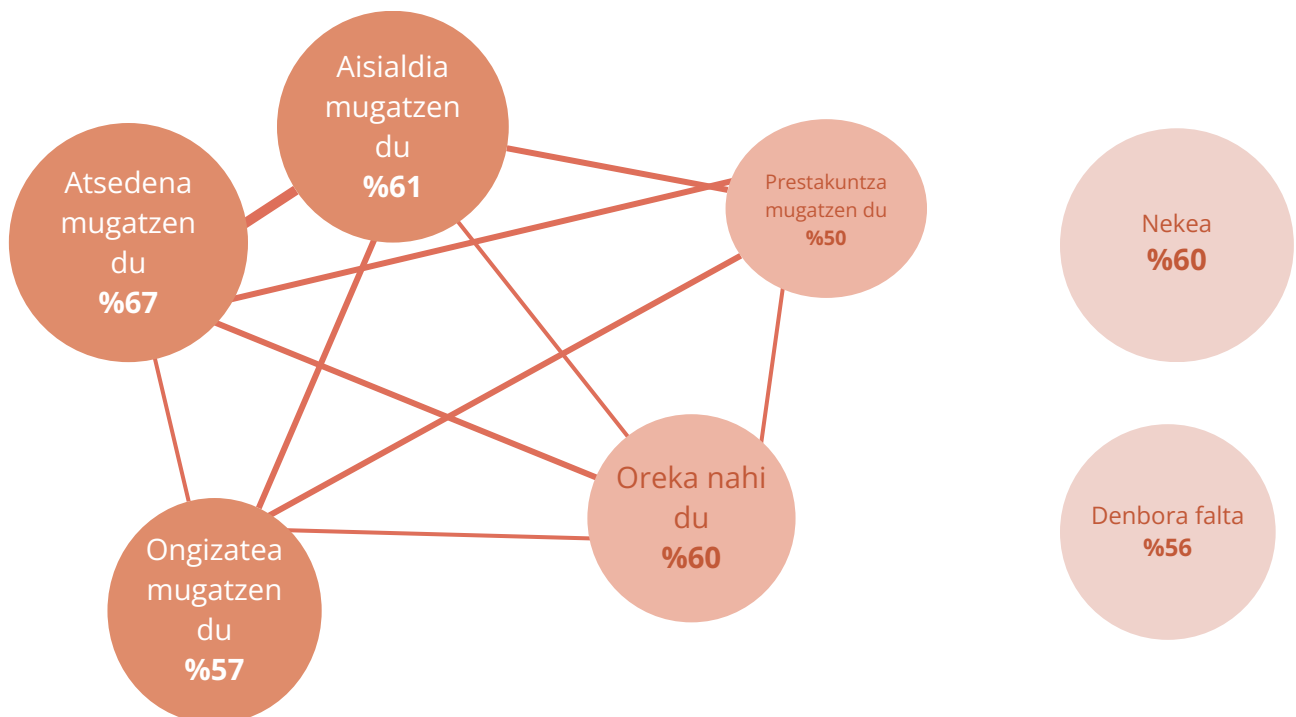 Aisialdia
mugatzen
du
%61
Atsedena
mugatzen
du
%67
Prestakuntza
mugatzen du
%50
Nekea
%60
Oreka nahi
du
%60
Denbora falta
%56
Ongizatea
mugatzen
du
%57